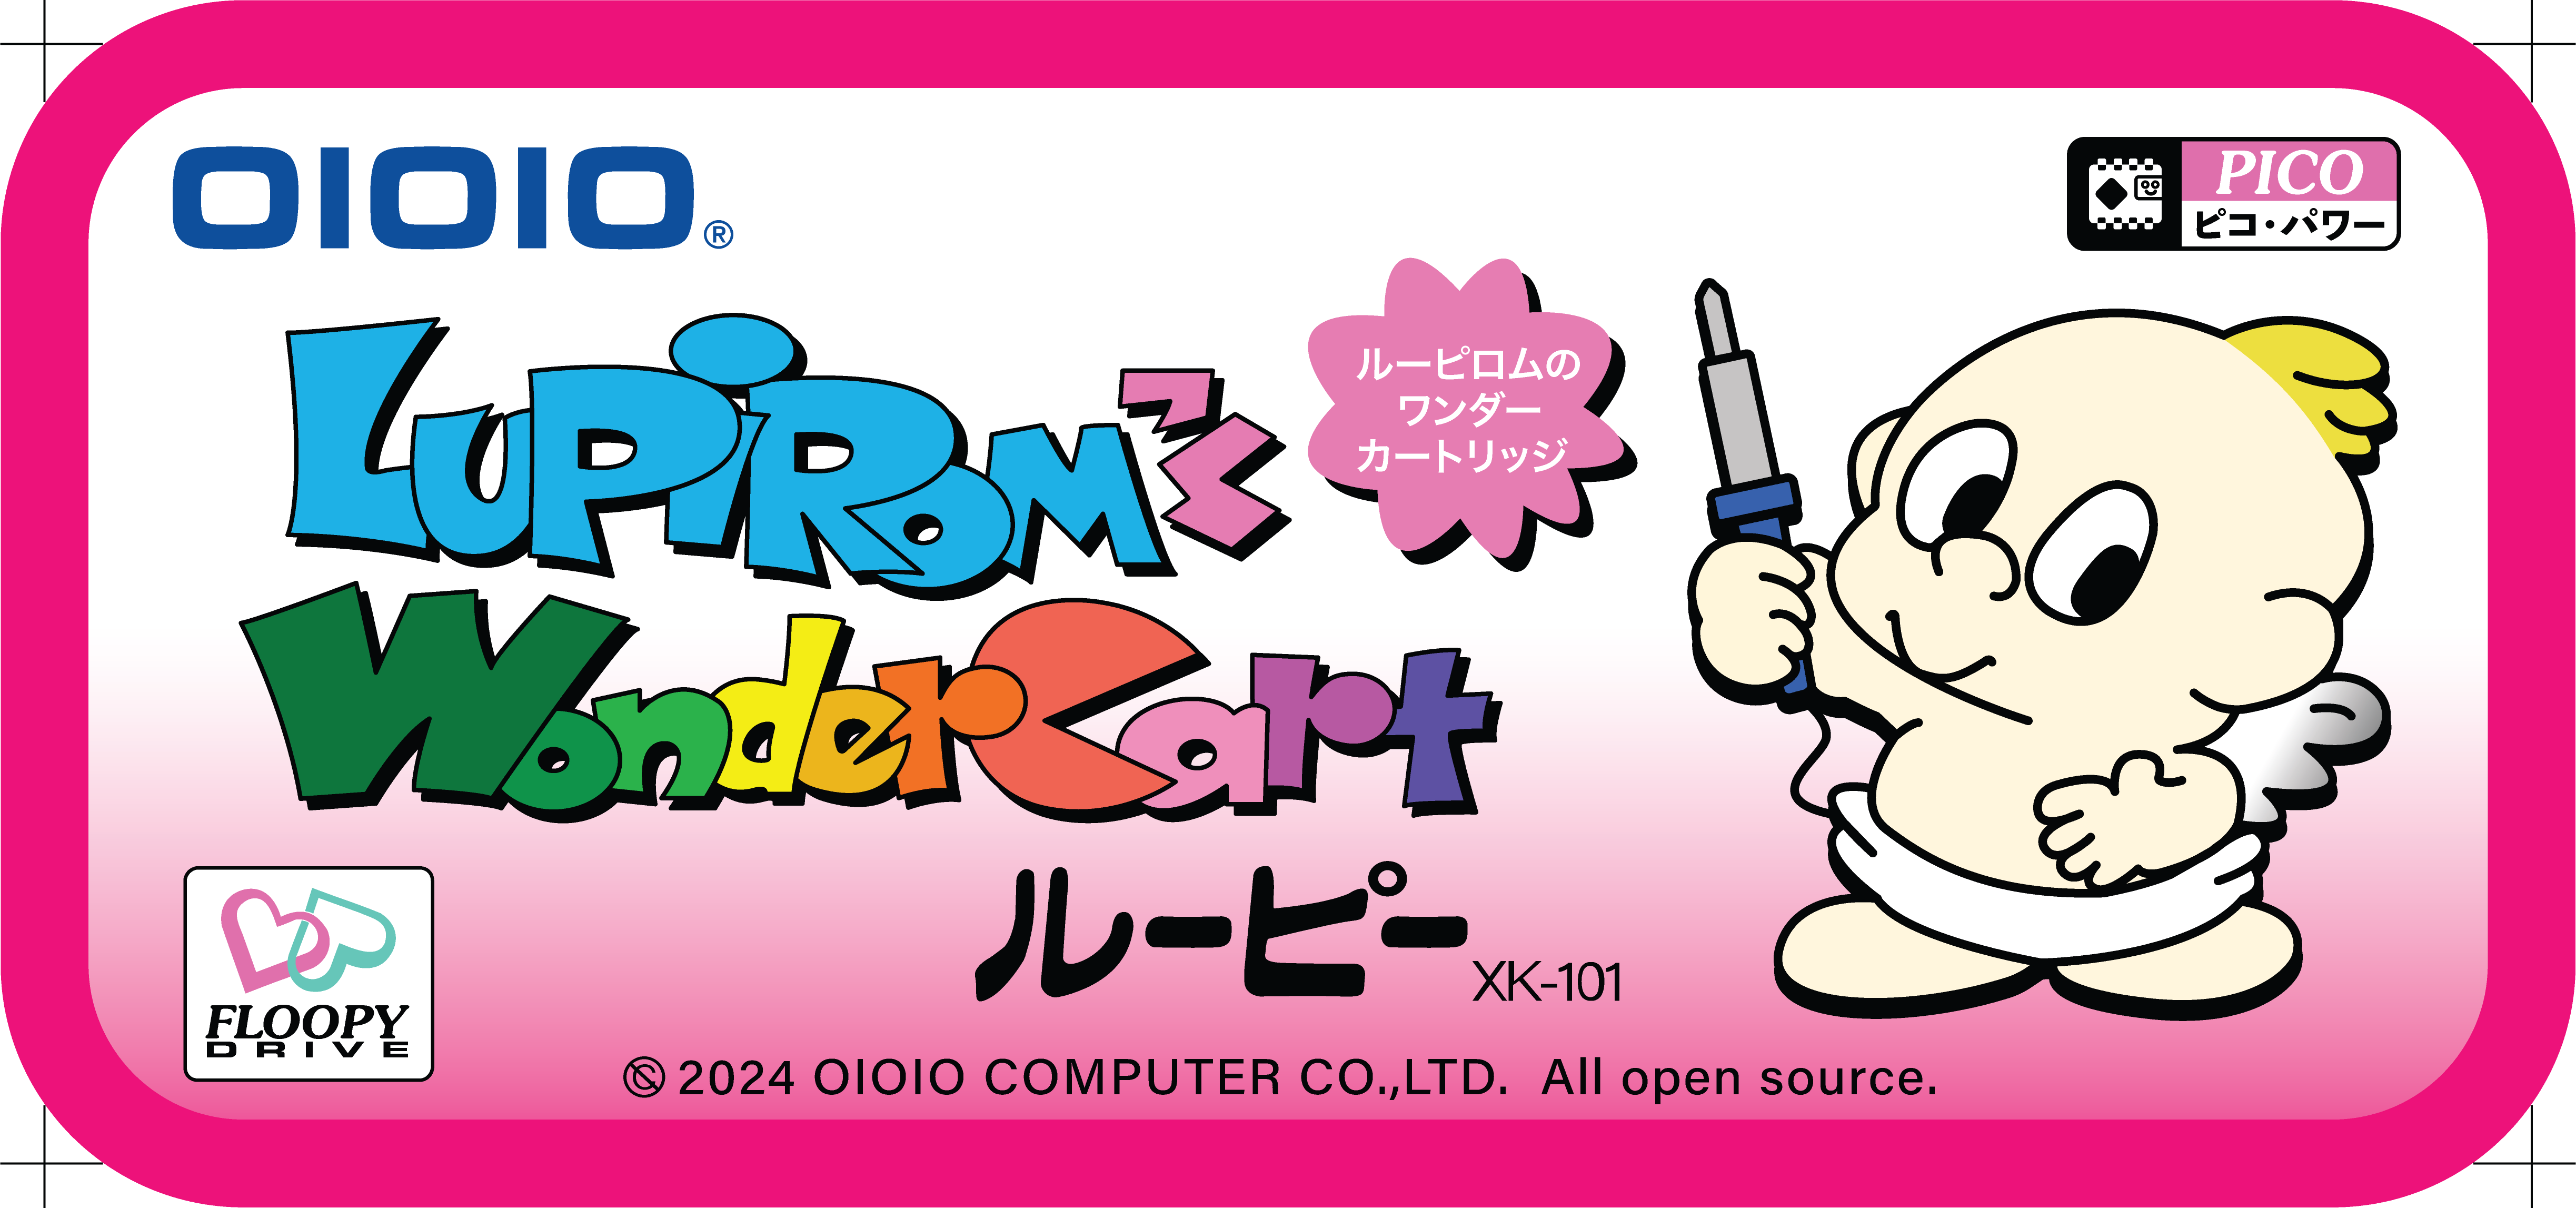 OIOIO®
PICO
ピコ・パワー
LUPiROM's
ルーピロムの
ワンダー
カートリッジ
WonderCart
ルーピー
XK-101
FLOOPY
DRIVE
© 2024 OIOIO COMPUTER CO.,LTD. All open source.